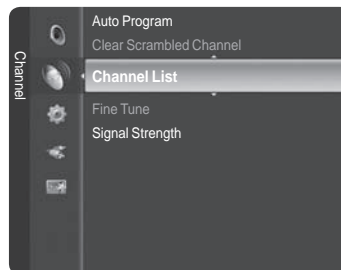 Channel
Auto Program
Clear Scrambled Channel
Channel List
Fine Tune
Signal Strength